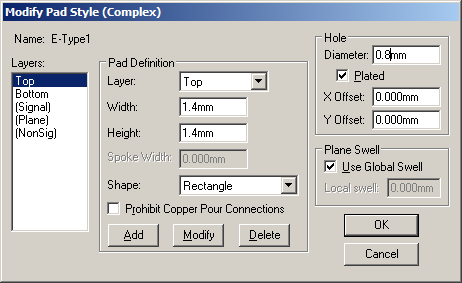 Modify Pad Style (Complex)
Name: E-Type1
Layers:
Top
Bottom
(Signal)
(Plane)
(NonSig)
Pad Definition
Layer: Top
Width: 1.4mm
Height: 1.4mm
Spoke Width: 0.000mm
Shape: Rectangle
Prohibit Copper Pour Connections
Add Modify Delete
Hole
Diameter: 0.8mm
Plated
X Offset: 0.000mm
Y Offset: 0.000mm
Plane Swell
Use Global Swell
Local swell: 0.000mm
OK
Cancel